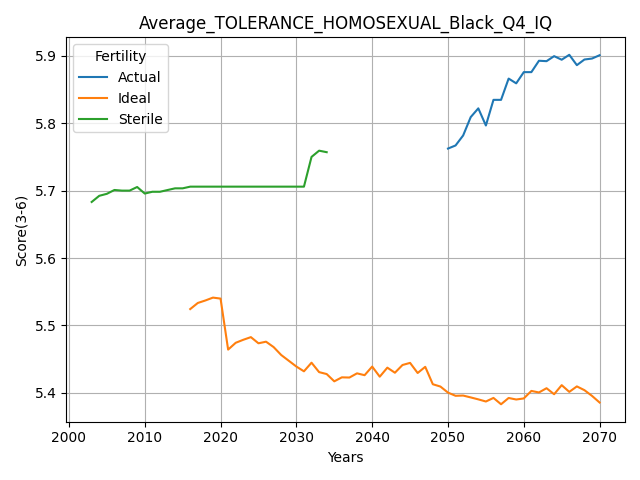 Average_TOLERANCE_HOMOSEXUAL_Black_Q4_IQ
Fertility
Actual
Ideal
Sterile
Score(3-6)
5.9
5.8
5.7
5.6
5.5
5.4
2000 2010 2020 2030 2040 2050 2060 2070
Years